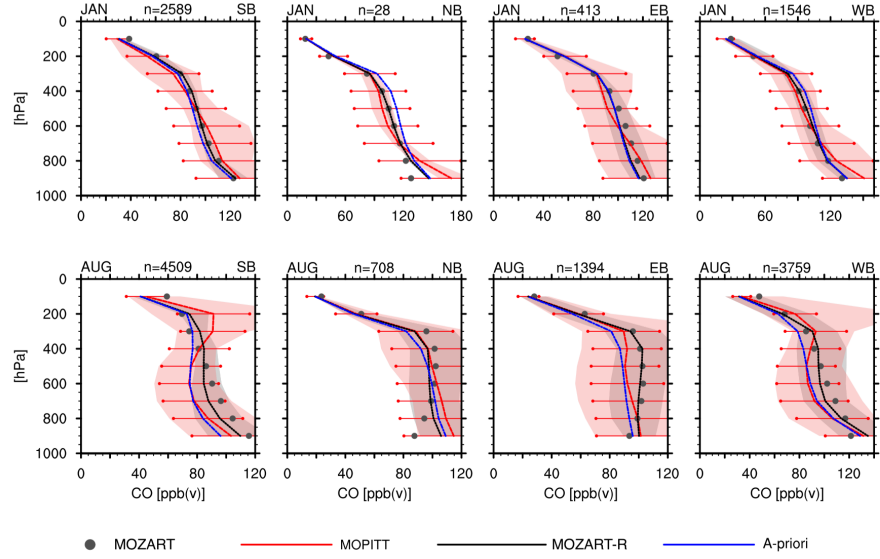 JAN n=2589 SB JAN n=28 NB JAN n=413 EB JAN n=1546 WB
0
200
400
600
800
1000
[hPa]
0 40 80 120 0 60 120 180 0 40 80 120 0 60 120 160
AUG n=4509 SB AUG n=708 NB AUG n=1394 EB AUG n=3759 WB
0
200
400
600
800
1000
[hPa]
0 40 80 120 0 40 80 120 0 40 80 120 0 40 80 120
CO [ppb(v)] CO [ppb(v)] CO [ppb(v)] CO [ppb(v)]
MOZART MOPITT MOZART-R A-priori